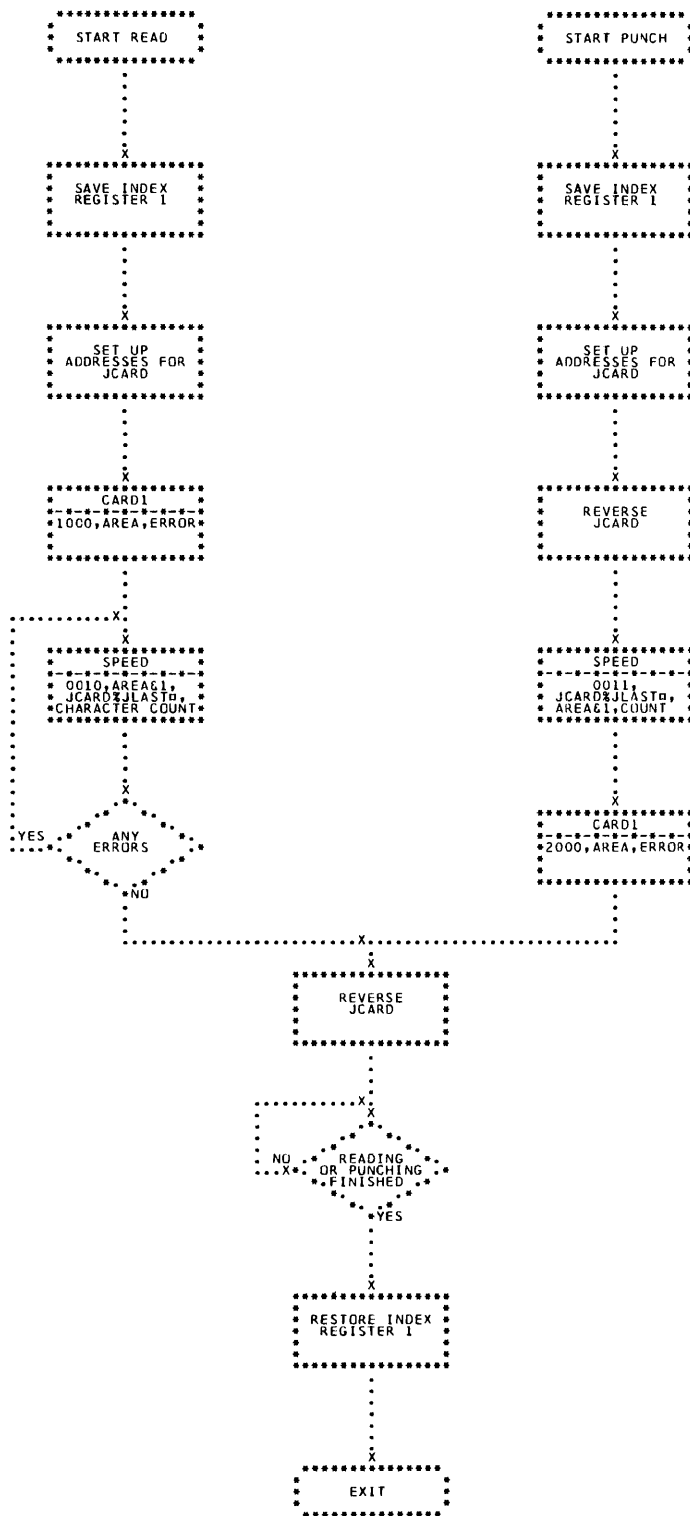 START READ
START PUNCH
SAVE INDEX
REGISTER 1
SAVE INDEX
REGISTER 1
SET UP
ADDRESSES FOR
JCARD
SET UP
ADDRESSES FOR
JCARD
CARD1
1000,AREA,ERROR
REVERSE
JCARD
SPEED
0010,AREA&1,
JCARD%JLAST¤,
CHARACTER COUNT
SPEED
0011,
JCARD%JLAST¤,
AREA&1,COUNT
YES
ANY
ERRORS
NO
CARD1
2000,AREA,ERROR
REVERSE
JCARD
NO
READING
OR PUNCHING
FINISHED
YES
RESTORE INDEX
REGISTER 1
EXIT